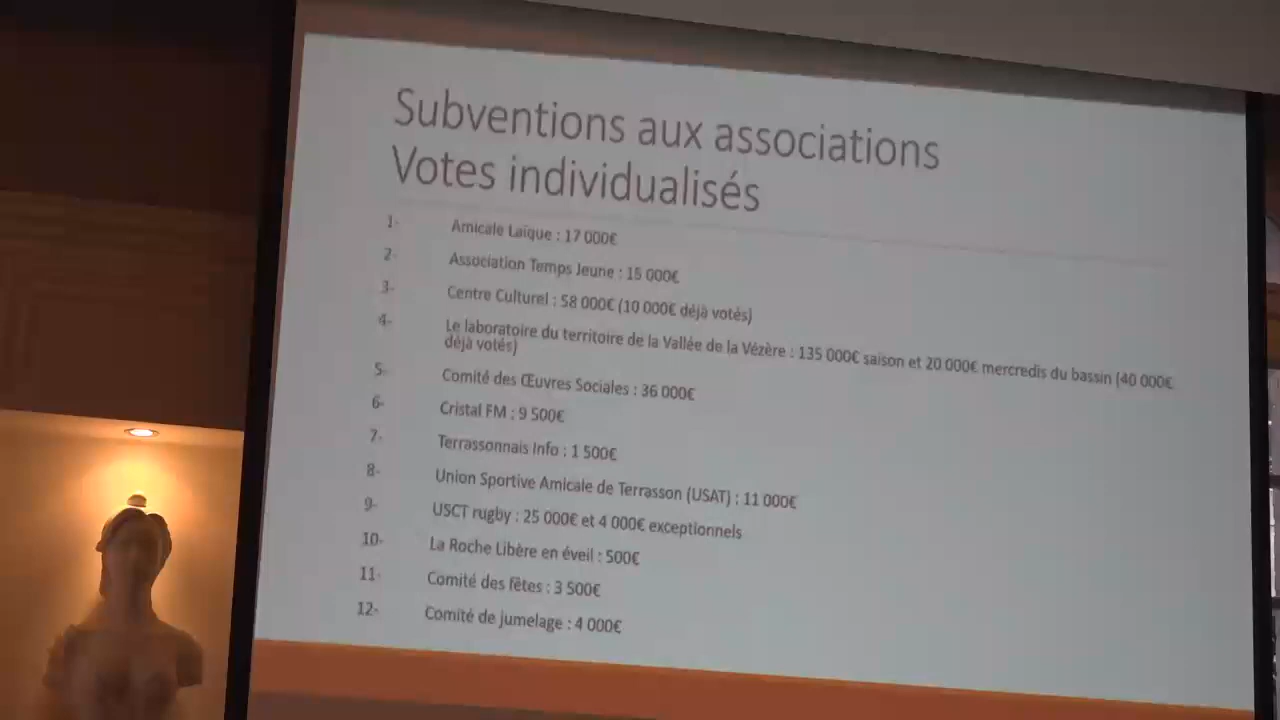 Subventions aux associations
Votes individualisés
1- Amicale Laïque : 17 000€
2- Association Temps Jeune : 15 000€
3- Centre Culturel : 58 000€ (10 000€ déjà votés)
4- Le laboratoire du territoire de la Vallée de la Vézère : 135 000€ saison et 20 000€ mercredis du bassin (40 000€
déjà votés)
5- Comité des Œuvres Sociales : 36 000€
6- Cristal FM : 9 500€
7- Terrassonnais Info : 1 500€
8- Union Sportive Amicale de Terrasson (USAT) : 11 000€
9- USCT rugby : 25 000€ et 4 000€ exceptionnels
10- La Roche Libère en éveil : 500€
11- Comité des fêtes : 3 500€
12- Comité de jumelage : 4 000€